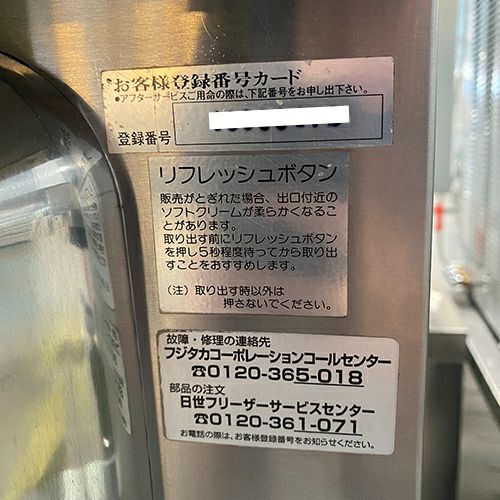 お客様登録番号カード
●アフターサービスご用命の際は、下記番号をお申し出下さい。
登録番号
リフレッシュボタン
販売がとぎれた場合、出口付近の
ソフトクリームが柔らかくなるこ
とがあります。
取り出す前にリフレッシュボタン
を押し5秒程度待ってから取り出
すことをおすすめします。
（注）取り出す時以外は
押さないでください。
故障・修理の連絡先
フジタカコーポレーションコールセンター
☎0120-365-018
部品の注文
日世フリーザーサービスセンター
☎0120-361-071
お電話の際は、お客様登録番号をお知らせください。